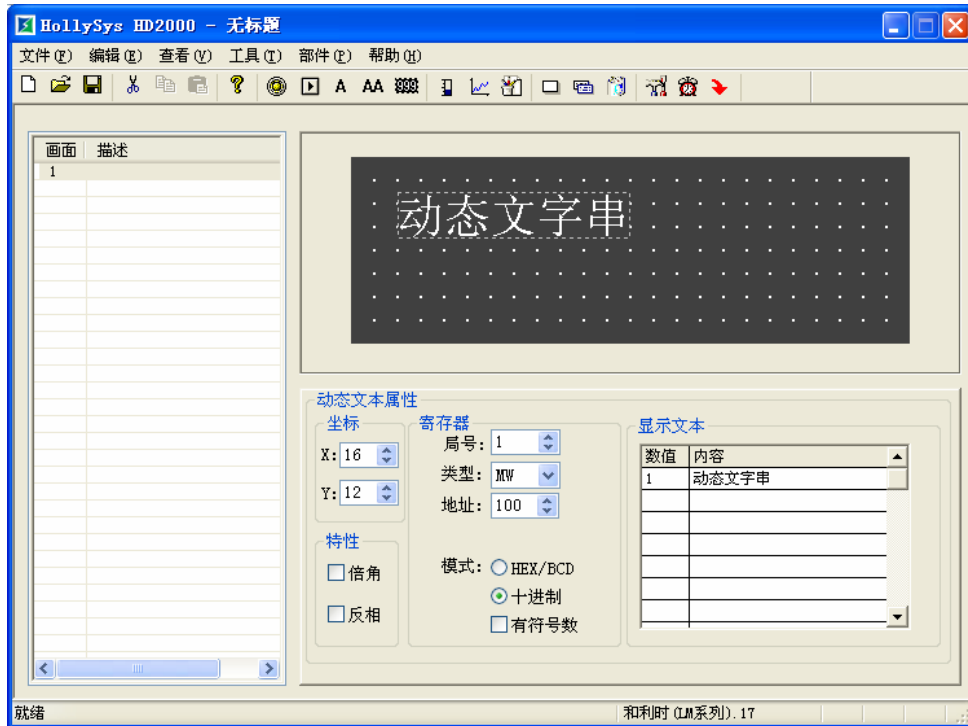 HollySys HD2000 - 无标题
文件(F) 编辑(E) 查看(V) 工具(T) 部件(P) 帮助(H)
A AA
画面 描述
1
动态文字串
动态文本属性
坐标
X: 16
Y: 12
特性
倍角
反相
寄存器
局号: 1
类型: MW
地址: 100
模式: HEX/BCD
十进制
有符号数
显示文本
数值 内容
1 动态文字串
就绪
和利时(LM系列).17